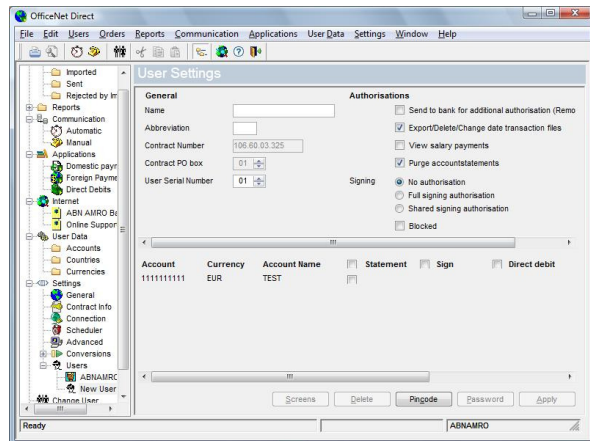 OfficeNet Direct
File Edit Users Orders Reports Communication Applications User Data Settings Window Help
User Settings
Imported
Sent
Rejected by Im
Reports
Communication
Automatic
Manual
Applications
Domestic payr
Foreign Payme
Direct Debits
Internet
ABN AMRO Ba
Online Suppor
User Data
Accounts
Countries
Currencies
Settings
General
Contract Info
Connection
Scheduler
Advanced
Conversions
Users
ABNAMRO
New User
Change User
General
Name
Abbreviation
Contract Number 106.60.03.325
Contract PO box 01
User Serial Number 01
Authorisations
Send to bank for additional authorisation (Remo
Export/Delete/Change date transaction files
View salary payments
Purge accountstatements
Signing No authorisation
Full signing authorisation
Shared signing authorisation
Blocked
Account Currency Account Name Statement Sign Direct debit
1111111111 EUR TEST
Screens Delete Pincode Password Apply
Ready ABNAMRO